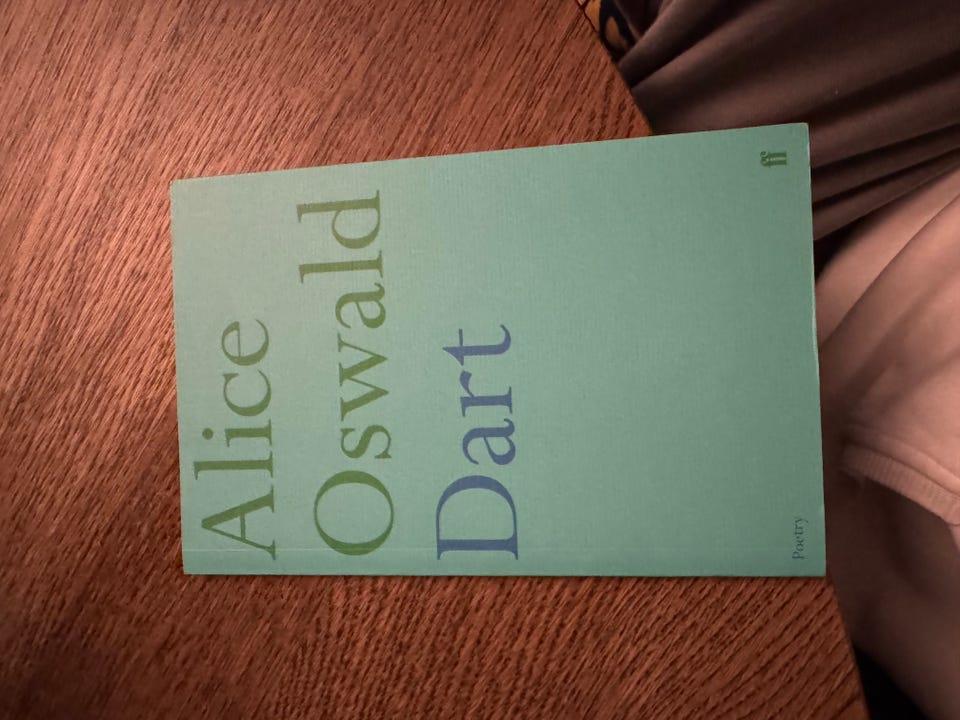 Alice
Oswald
Dart
Poetry
ff